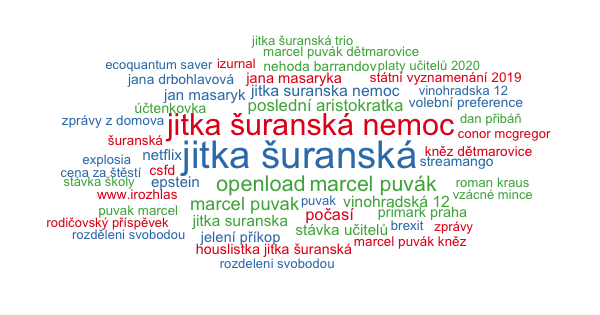 jitka šuranská trio
marcel puvák dětmarovice
ecoquantum saver izurnal nehoda barrandov platy učitelů 2020
jana drbohlavová jana masaryka státní vyznamenání 2019
jan masaryk jitka suranska nemoc vinohradska 12
účtenkovka poslední aristokratka volební preference
zprávy z domova jitka šuranská nemoc dan přibáň
šuranská conor mcgregor
explosia netflix jitka šuranská kněz dětmarovice
cena za štěstí csfd streamango
stávka školy epstein openload marcel puvák roman kraus
www.irozhlas marcel puvak puvak vinohradská 12 vzácné mince
puvak marcel počasí primark praha
rodičovský příspěvek jitka suranska stávka učitelů brexit zprávy
rozděleni svobodou jelení příkop marcel puvák kněz
houslistka jitka šuranská
rozdeleni svobodou